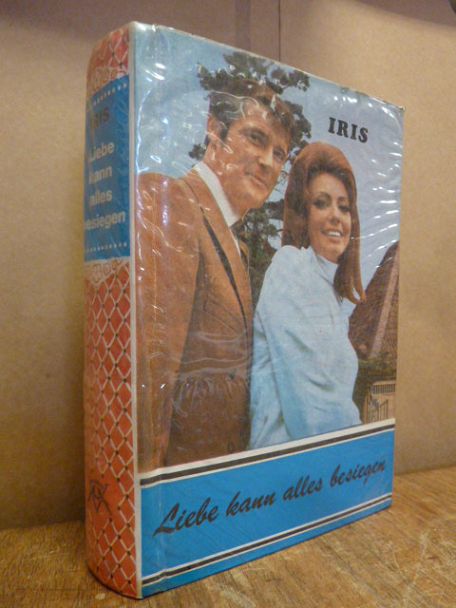 IRIS
Liebe
kann
alles
besiegen
IRIS
Liebe kann alles besiegen